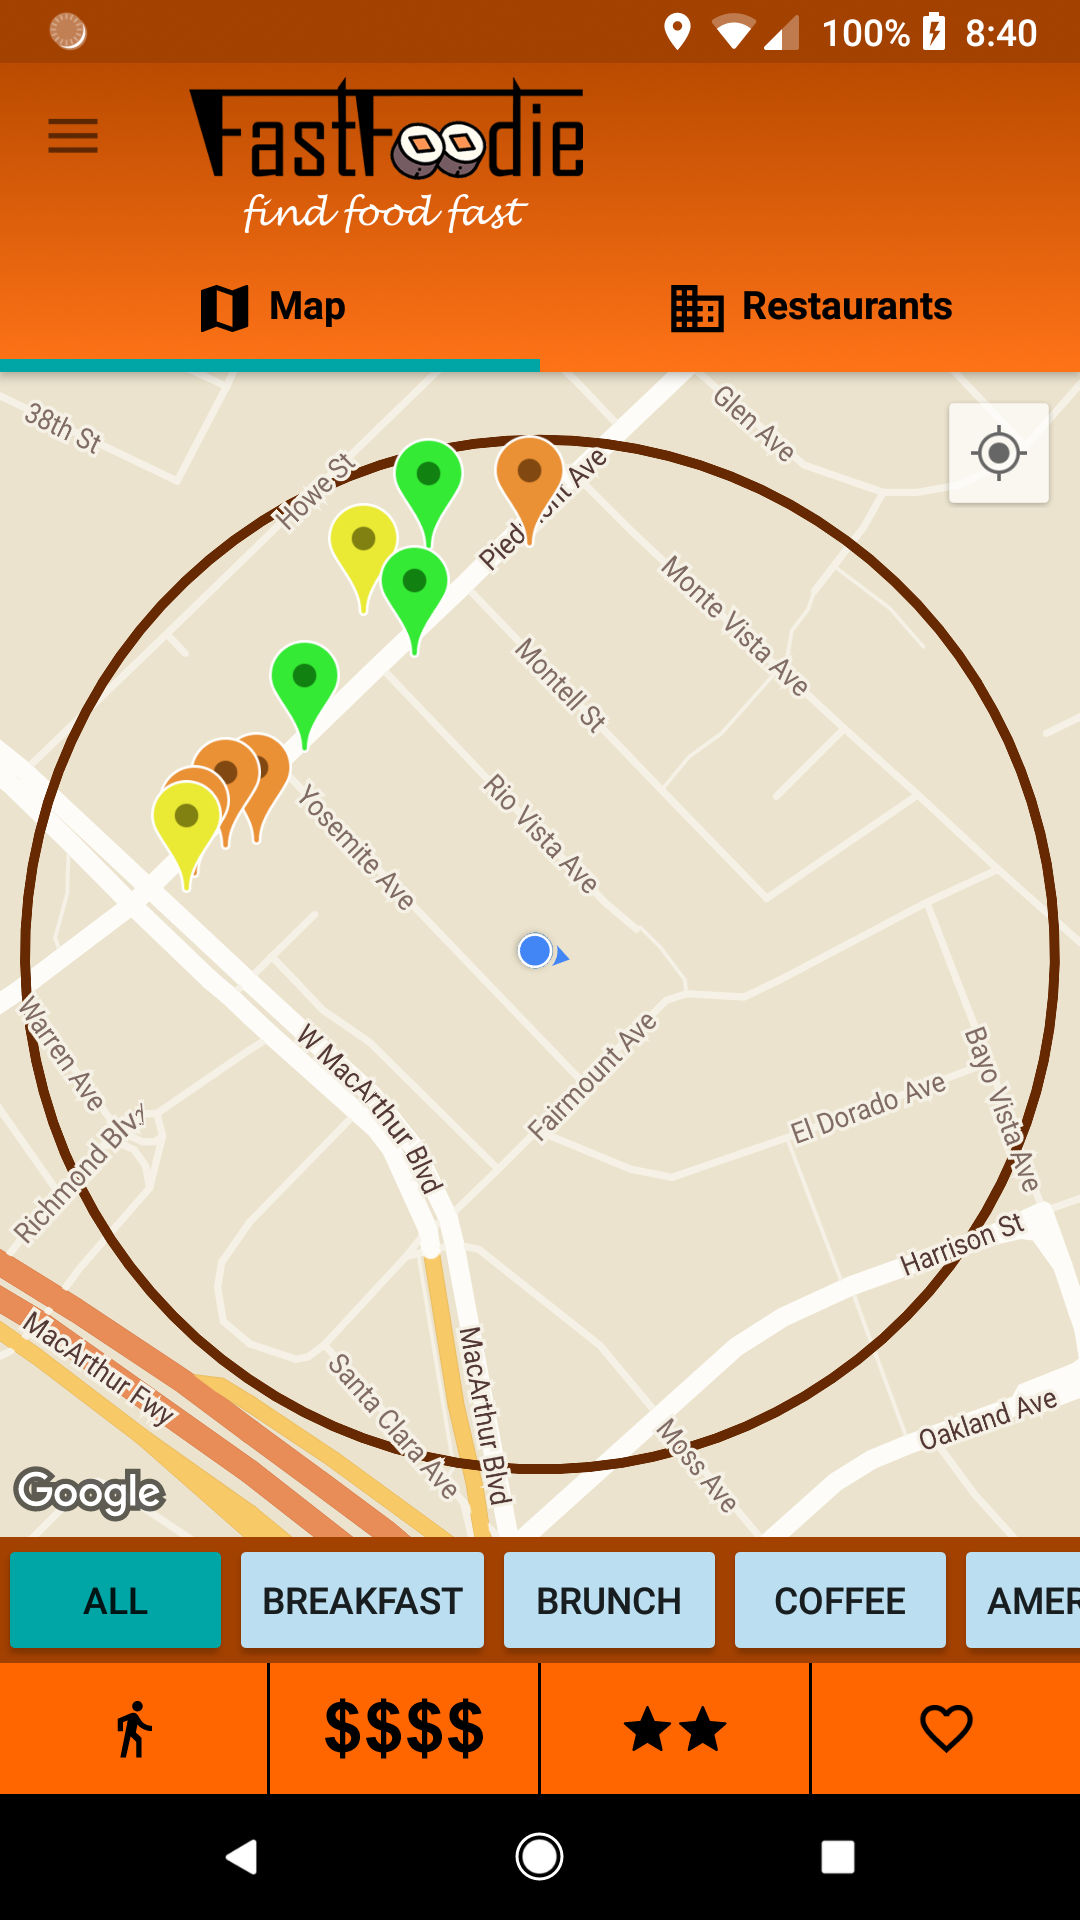 100% 8:40
FastFoodie
find food fast
Map
Restaurants
38th St
Glen Ave
Howe St
Piedmont Ave
Monte Vista Ave
Montell St
Rio Vista Ave
Yosemite Ave
Warren Ave
W MacArthur Blvd
Fairmount Ave
Bayo Vista Ave
El Dorado Ave
Richmond Blvd
Harrison St
MacArthur Fwy
MacArthur Blvd
Santa Clara Ave
Oakland Ave
Moss Ave
Google
ALL
BREAKFAST
BRUNCH
COFFEE
AMER
$$$$